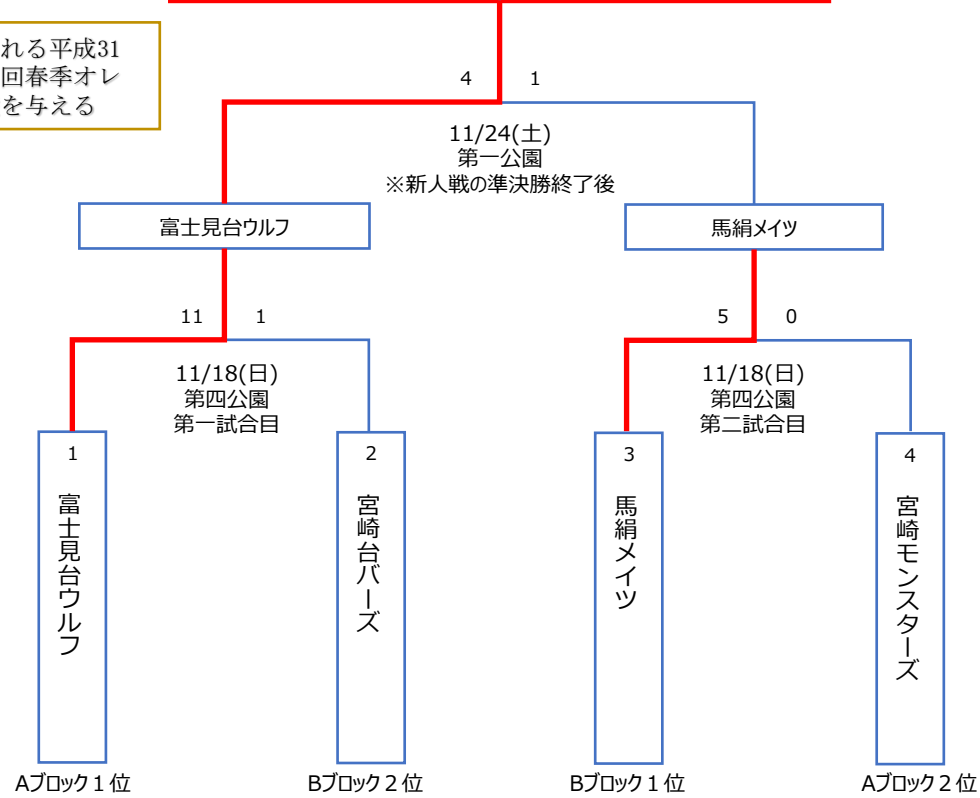 れる平成31
回春季オレ
を与える
4 1
11/24(土)
第一公園
※新人戦の準決勝終了後
富士見台ウルフ
馬絹メイツ
11 1
5 0
11/18(日)
第四公園
第一試合目
11/18(日)
第四公園
第二試合目
1
富士見台ウルフ
2
宮崎台バーズ
3
馬絹メイツ
4
宮崎モンスターズ
Aブロック1位
Bブロック2位
Bブロック1位
Aブロック2位